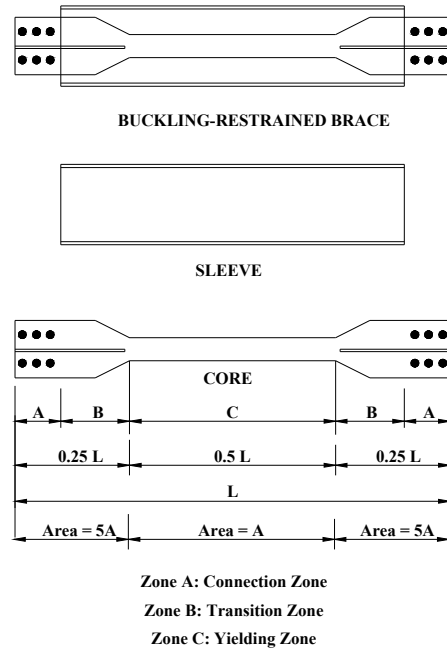 BUCKLING-RESTRAINED BRACE
SLEEVE
CORE
A B C B A
0.25 L 0.5 L 0.25 L
L
Area = 5A Area = A Area = 5A
Zone A: Connection Zone
Zone B: Transition Zone
Zone C: Yielding Zone